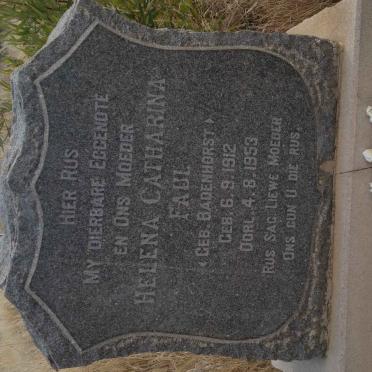 HIER RUS
MY DIERBARE EGGENOTE
EN ONS MOEDER
HELENA CATHARINA
FAUL
(GEB. BADENHORST)
GEB. 6.9.1912
OORL. 4.8.1953
RUS SAG LIEWE MOEDER
ONS GUN U DIE RUS.